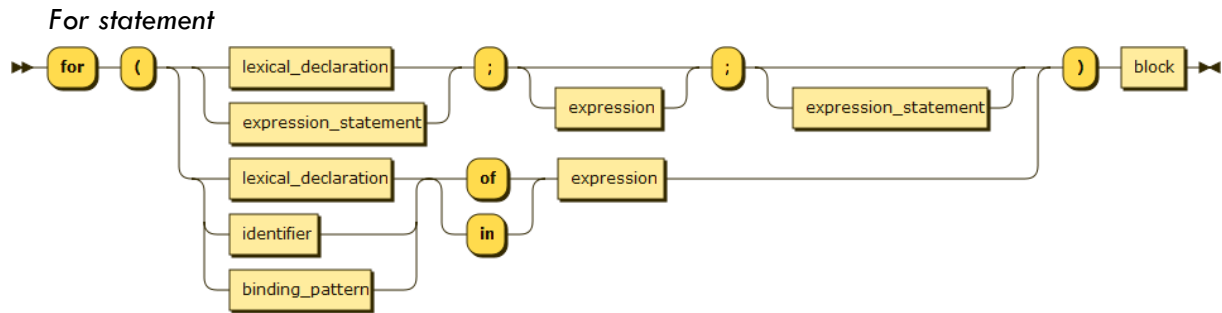 For statement
for ( lexical_declaration ; ; ) block
expression expression_statement
expression_statement
lexical_declaration of expression
identifier in
binding_pattern